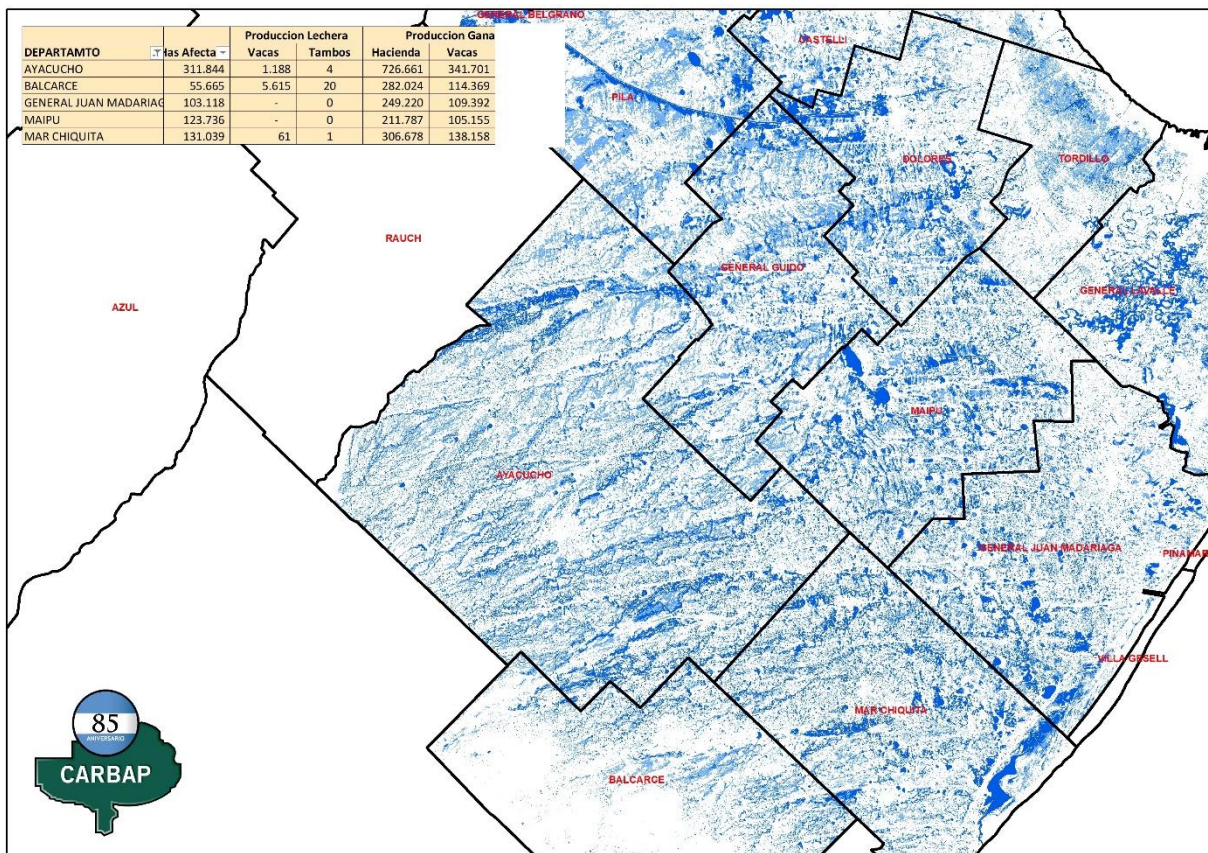 GENERAL BELGRANO
Produccion Lechera Produccion Gana
DEPARTAMTO Has Afecta Vacas Tambos Hacienda Vacas
AYACUCHO 311.844 1.188 4 726.661 341.701
BALCARCE 55.665 5.615 20 282.024 114.369
GENERAL JUAN MADARIAG 103.118 - 0 249.220 109.392
MAIPU 123.736 - 0 211.787 105.155
MAR CHIQUITA 131.039 61 1 306.678 138.158
CASTELLI
PILA
DOLORES
TORDILLO
RAUCH
GENERAL GUIDO
GENERAL LAVALLE
AZUL
MAIPU
AYACUCHO
GENERAL JUAN MADARIAGA
PINAMAR
VILLA GESELL
MAR CHIQUITA
BALCARCE
85
ANIVERSARIO
CARBAP